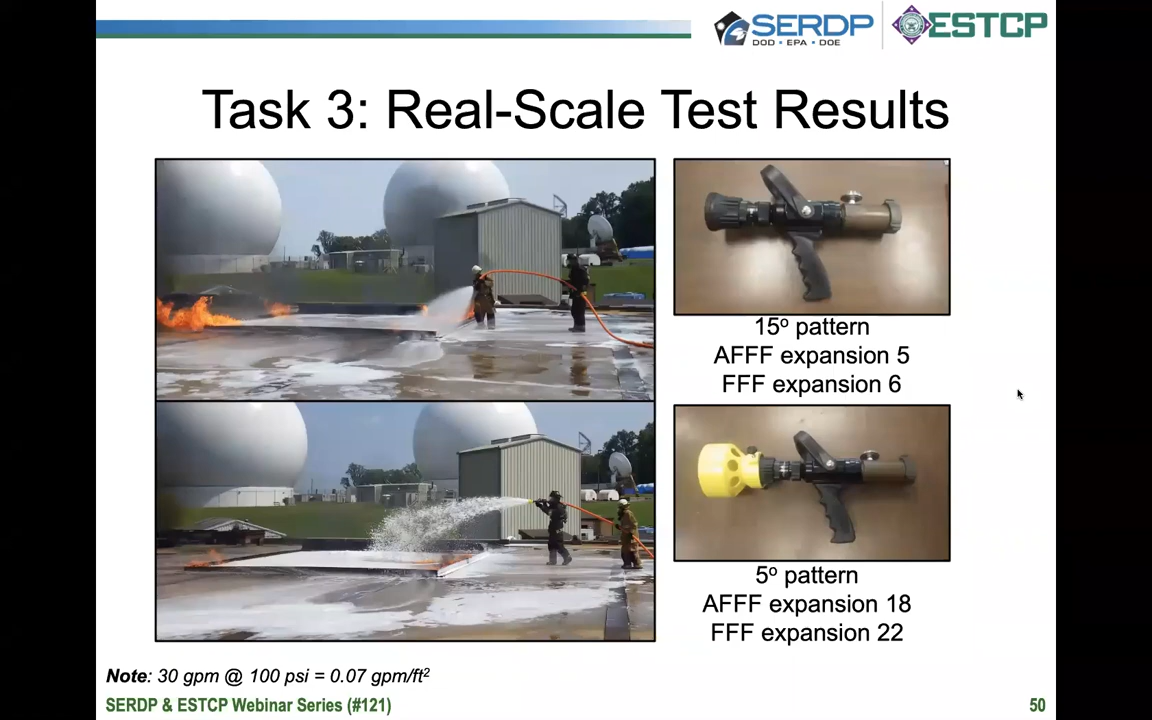 SERDP
DOD • EPA • DOE
ESTCP
Task 3: Real-Scale Test Results
15o pattern
AFFF expansion 5
FFF expansion 6
5o pattern
AFFF expansion 18
FFF expansion 22
Note: 30 gpm @ 100 psi = 0.07 gpm/ft2
SERDP & ESTCP Webinar Series (#121)
50